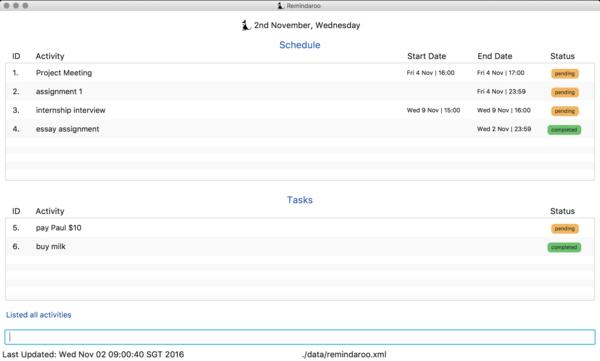 Remindaroo
2nd November, Wednesday
Schedule
ID Activity Start Date End Date Status
1. Project Meeting Fri 4 Nov | 16:00 Fri 4 Nov | 17:00 pending
2. assignment 1 Fri 4 Nov | 23:59 pending
3. internship interview Wed 9 Nov | 15:00 Wed 9 Nov | 16:00 pending
4. essay assignment Wed 2 Nov | 23:59 completed
Tasks
ID Activity Status
5. pay Paul $10 pending
6. buy milk completed
Listed all activities
Last Updated: Wed Nov 02 09:00:40 SGT 2016 ./data/remindaroo.xml